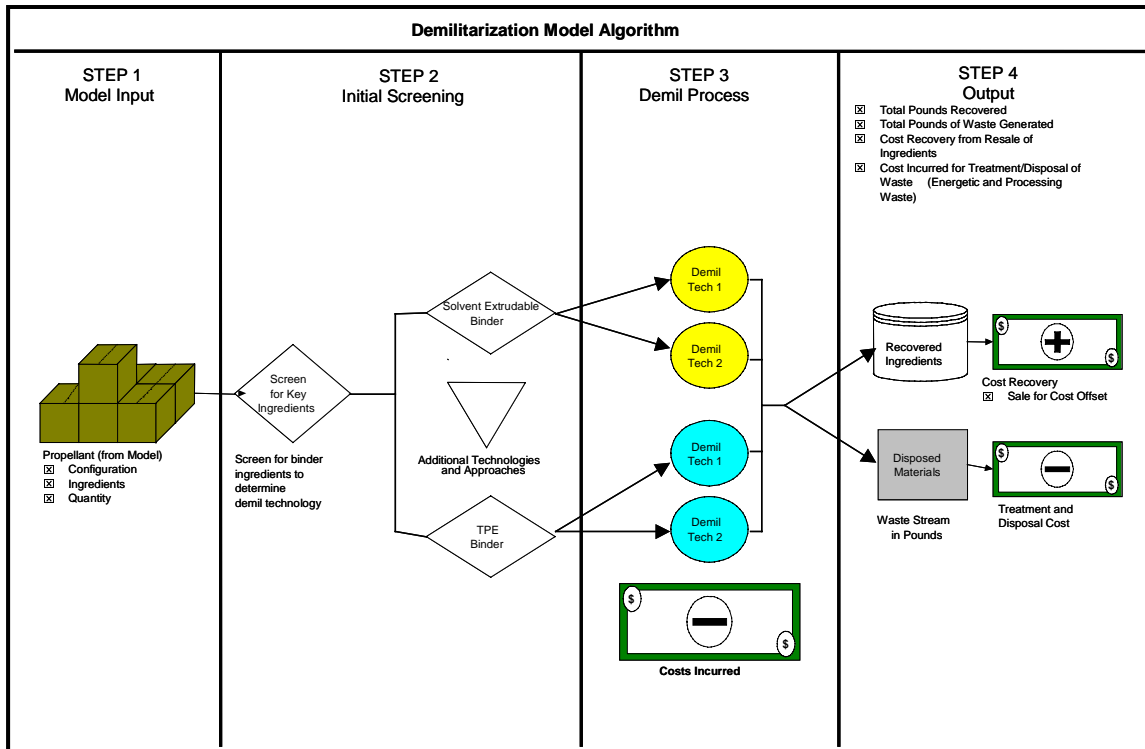 Demilitarization Model Algorithm
STEP 1
Model Input
Propellant (from Model)
Configuration
Ingredients
Quantity
STEP 2
Initial Screening
Screen
for Key
Ingredients
Screen for binder
ingredients to
determine
demil technology
Solvent Extrudable
Binder
Additional Technologies
and Approaches
TPE
Binder
STEP 3
Demil Process
Demil
Tech 1
Demil
Tech 2
Demil
Tech 1
Demil
Tech 2
$
$
Costs Incurred
STEP 4
Output
Total Pounds Recovered
Total Pounds of Waste Generated
Cost Recovery from Resale of
Ingredients
Cost Incurred for Treatment/Disposal of
Waste (Energetic and Processing
Waste)
Recovered
Ingredients
$
$
Cost Recovery
Sale for Cost Offset
Disposed
Materials
Waste Stream
in Pounds
$
$
Treatment and
Disposal Cost